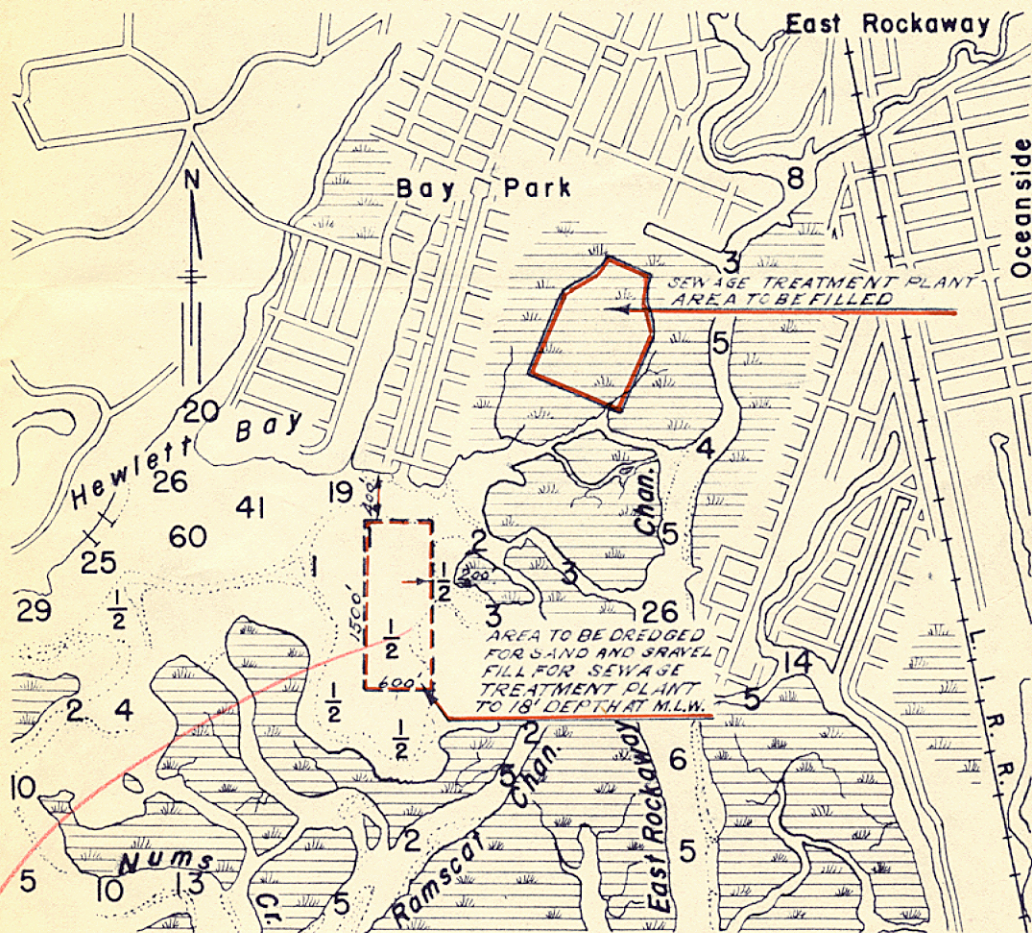 East Rockaway
Oceanside
N
Bay Park
8
3
SEWAGE TREATMENT PLANT
AREA TO BE FILLED
5
20
Hewlett Bay
4
26
19
400'
41
Chan.
60
5
2
25
1
1/2
3
29
1/2
1500'
3
26
1/2
AREA TO BE DREDGED
FOR SAND AND GRAVEL
FILL FOR SEWAGE
TREATMENT PLANT
TO 18' DEPTH AT M.L.W.
14
L. I. R. R.
600'
5
2
4
1/2
1/2
2
6
3
Chan.
10
East Rockaway
2
5
Nums
5
10
13
Cr.
5
Ramscat